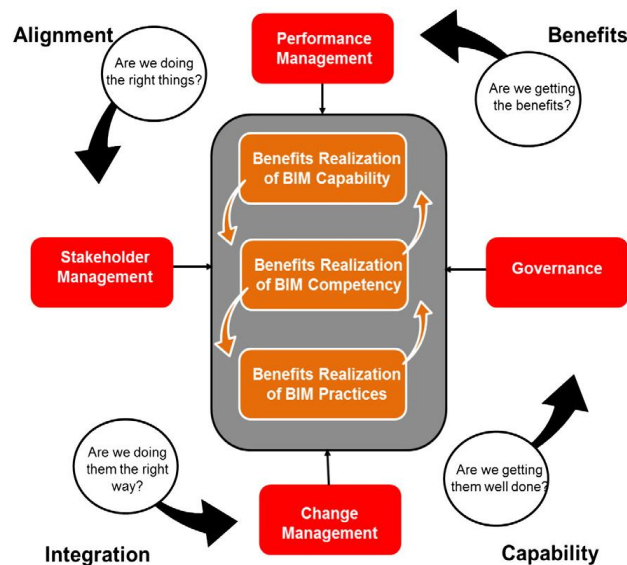 Alignment
Are we doing
the right things?
Performance
Management
Benefits
Are we getting
the benefits?
Benefits Realization
of BIM Capability
Stakeholder
Management
Benefits Realization
of BIM Competency
Governance
Benefits Realization
of BIM Practices
Are we doing
them the right
way?
Are we getting
them well done?
Change
Management
Integration
Capability